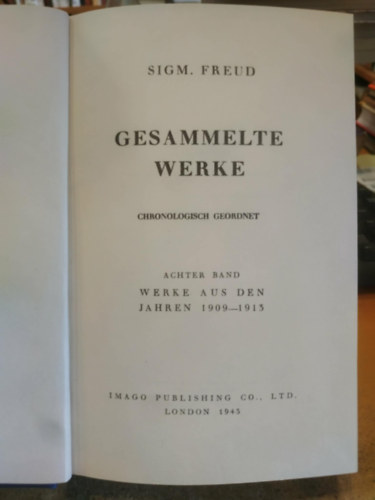 SIGM. FREUD
GESAMMELTE
WERKE
CHRONOLOGISCH GEORDNET
ACHTER BAND
WERKE AUS DEN
JAHREN 1909—1913
IMAGO PUBLISHING CO., LTD.
LONDON 1945